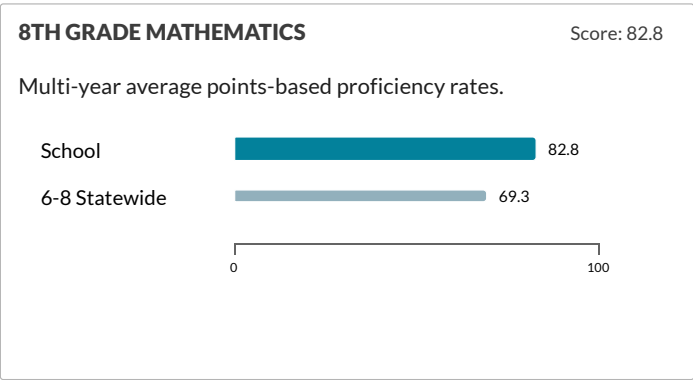 8TH GRADE MATHEMATICS Score: 82.8
Multi-year average points-based proficiency rates.
School 82.8
6-8 Statewide 69.3
0 100